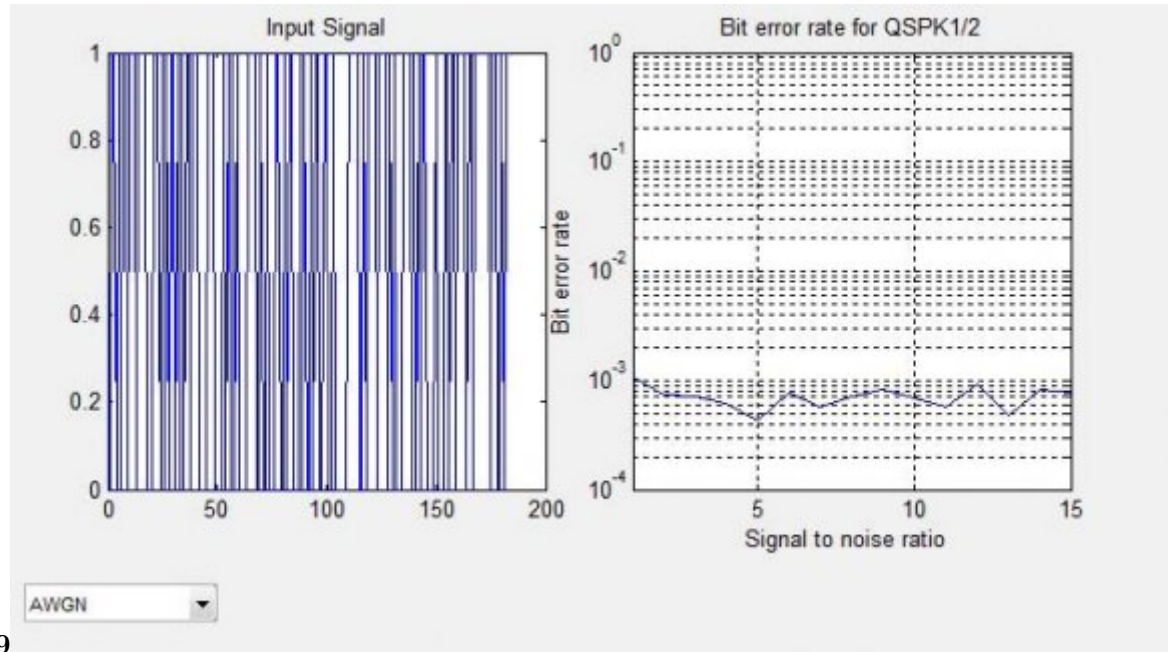 Input Signal
1
0.8
0.6
0.4
0.2
0
0 50 100 150 200
Bit error rate for QSPK1/2
10^0
10^-1
10^-2
10^-3
10^-4
Bit error rate
5 10 15
Signal to noise ratio
AWGN
9